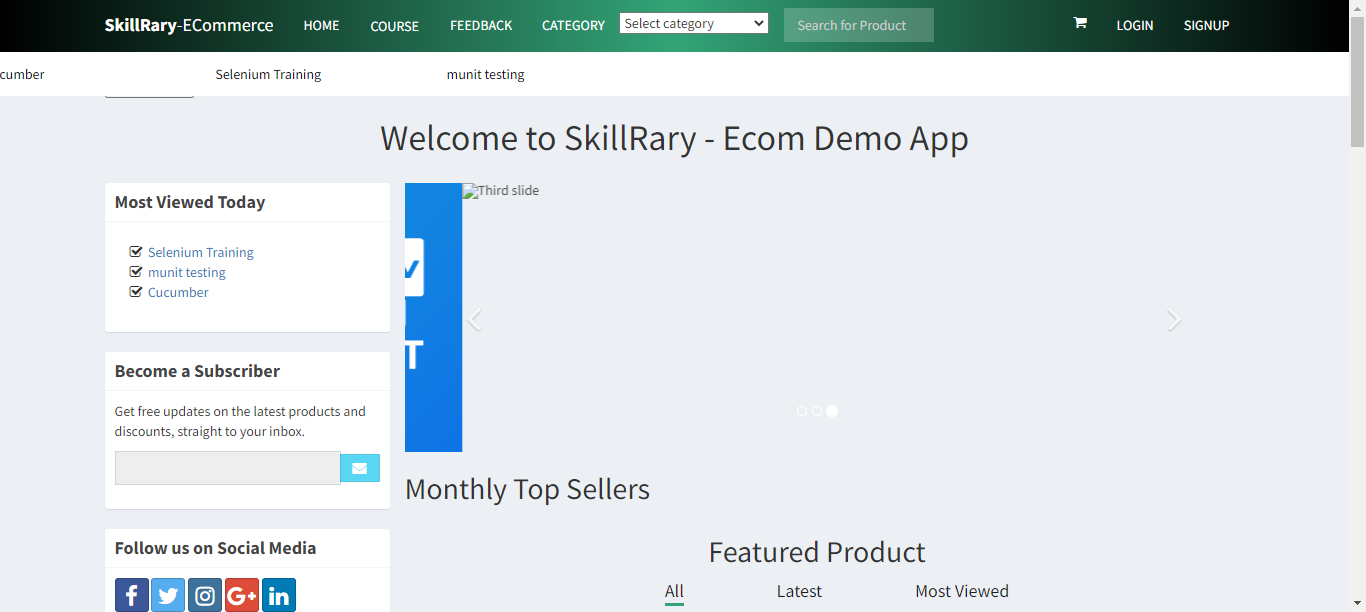 SkillRary-ECommerce HOME COURSE FEEDBACK CATEGORY Select category Search for Product LOGIN SIGNUP
cumber Selenium Training munit testing
Welcome to SkillRary - Ecom Demo App
Most Viewed Today
Selenium Training
munit testing
Cucumber
Third slide
T
Become a Subscriber
Get free updates on the latest products and
discounts, straight to your inbox.
Monthly Top Sellers
Follow us on Social Media
f G+ in
Featured Product
All Latest Most Viewed